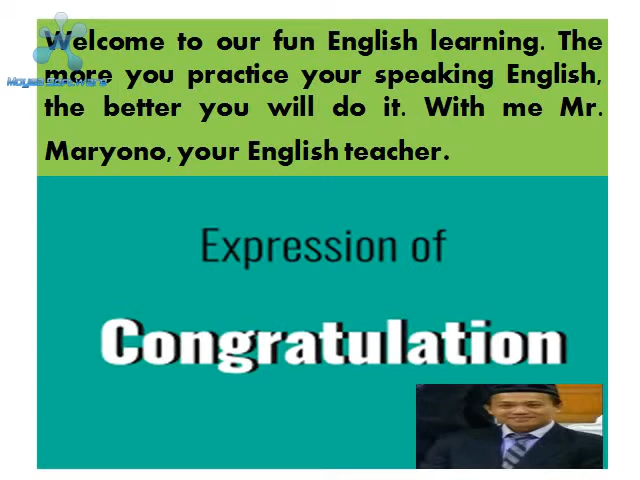 Welcome to our fun English learning. The
more you practice your speaking English,
the better you will do it. With me Mr.
Maryono, your English teacher.
Expression of
Congratulation